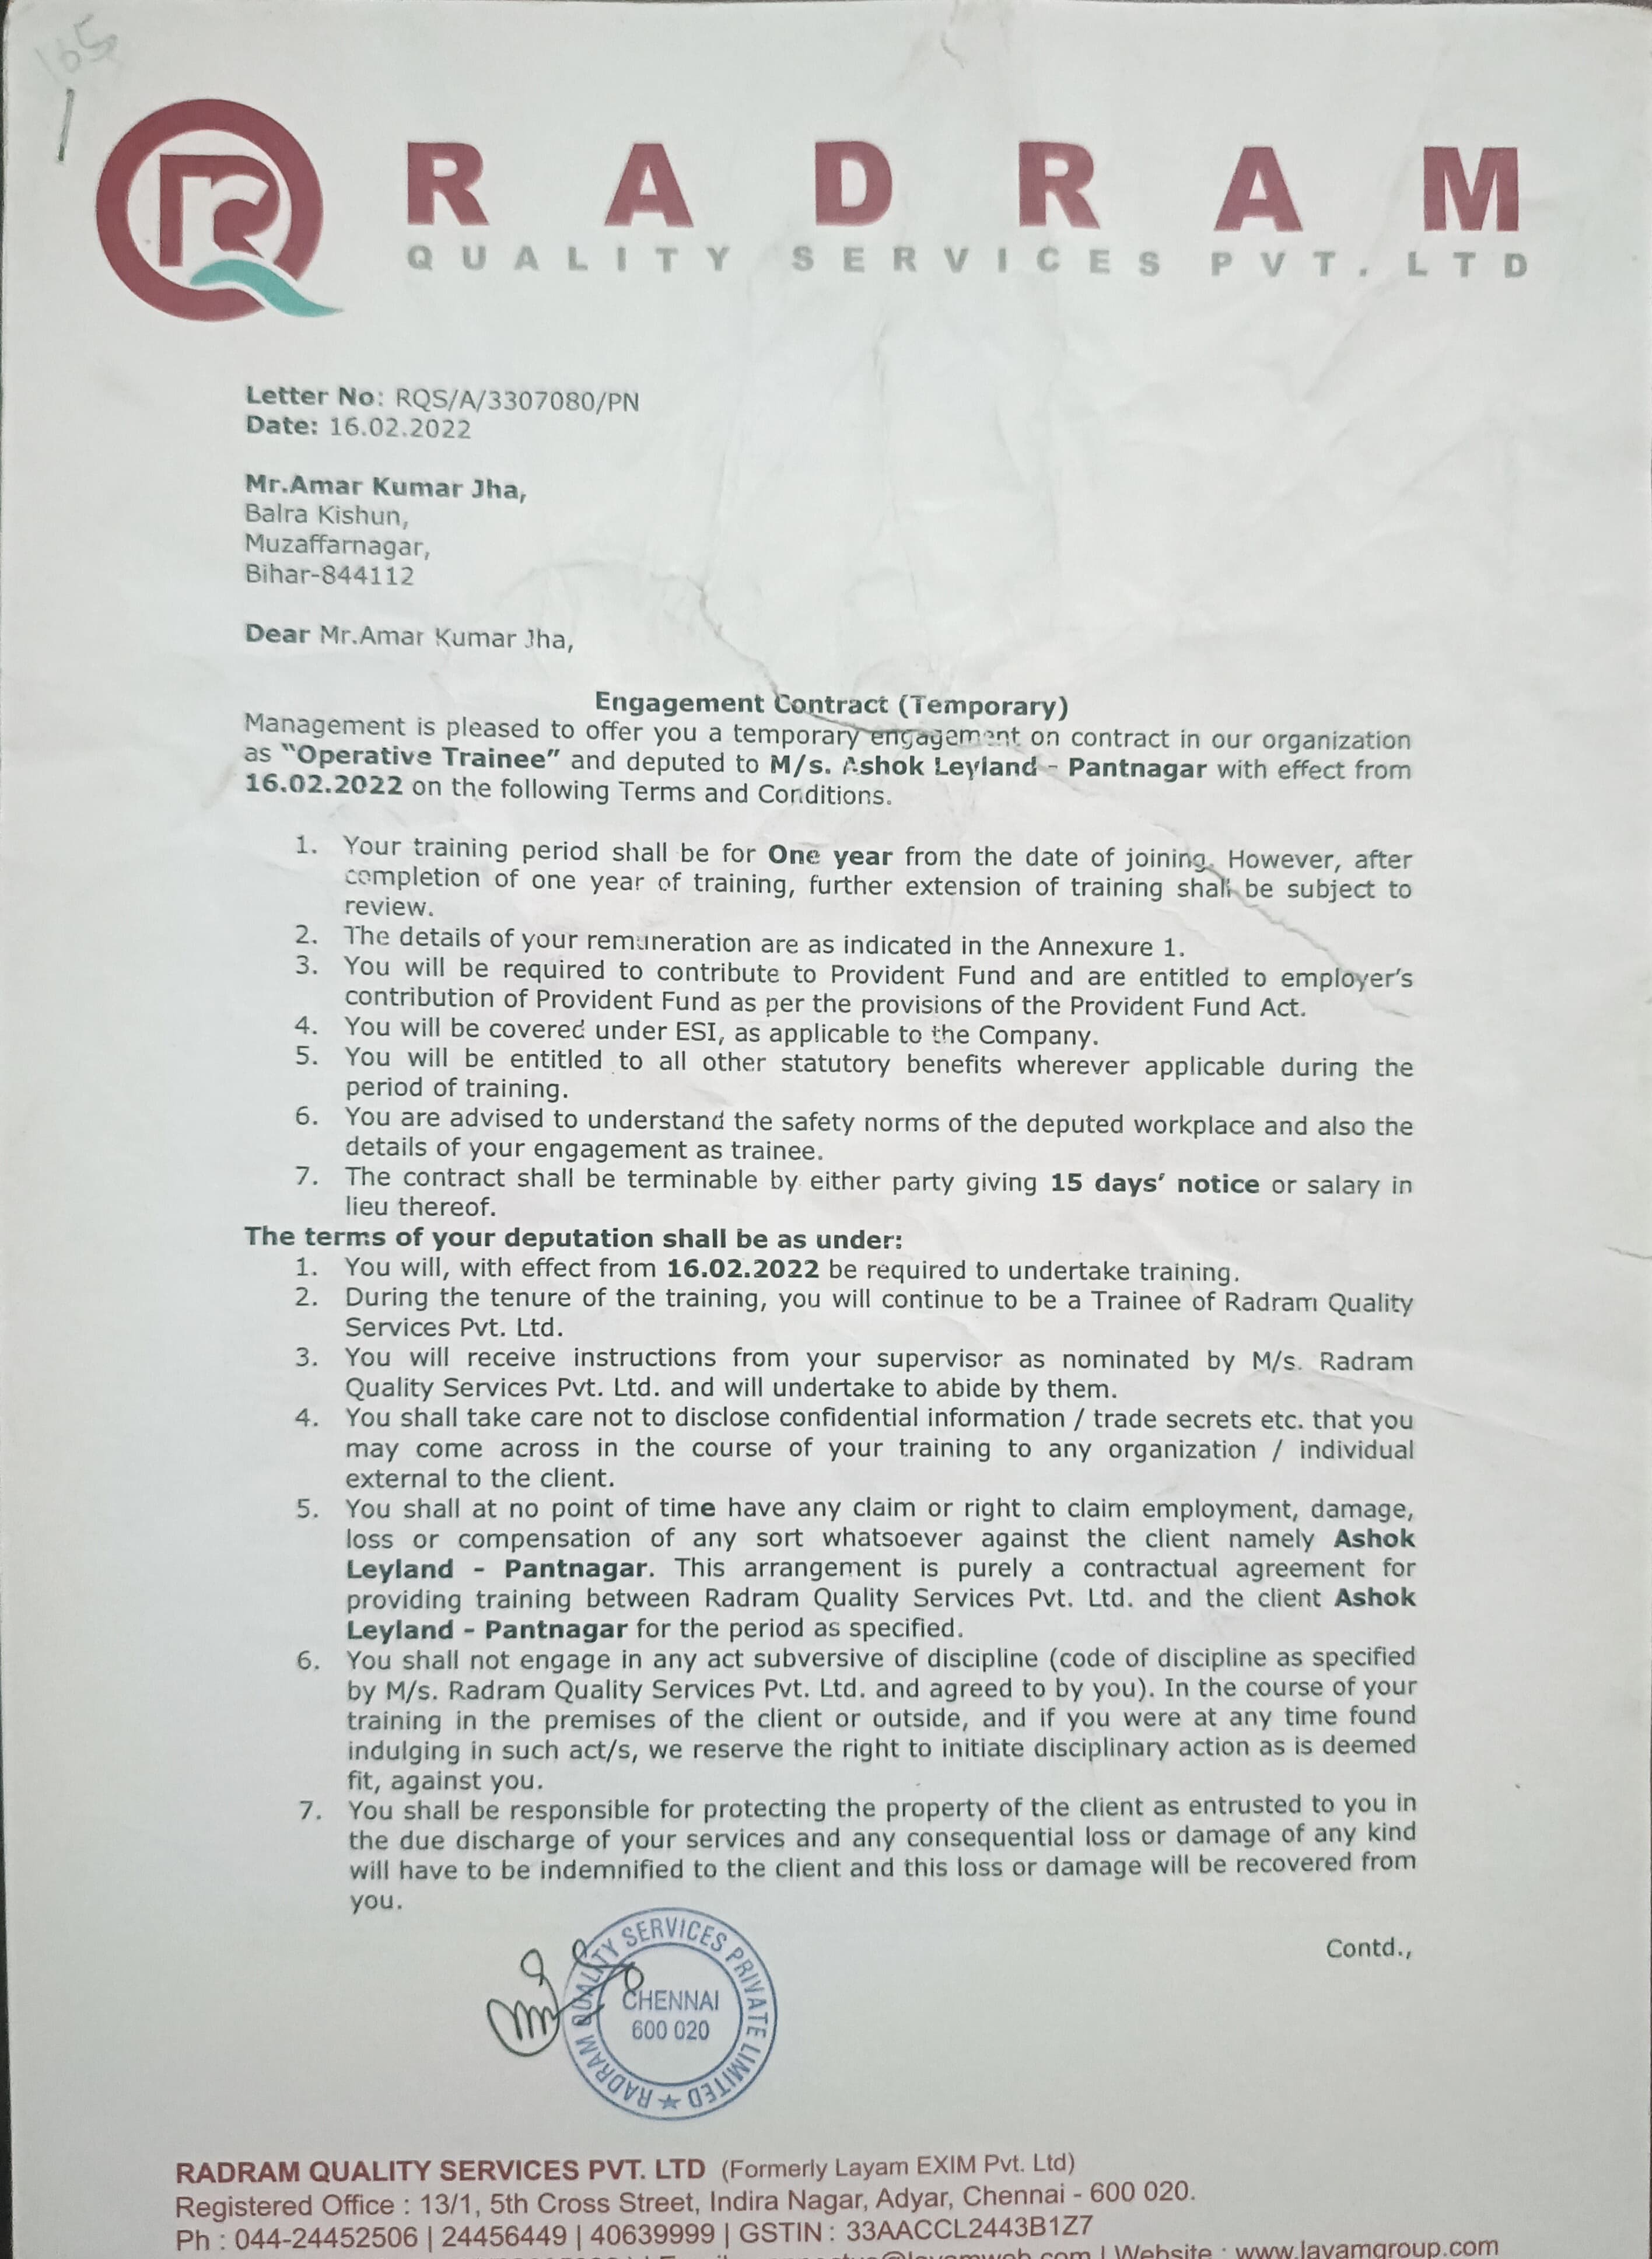 165
RADRAM
QUALITY SERVICES PVT. LTD
Letter No: RQS/A/3307080/PN
Date: 16.02.2022
Mr.Amar Kumar Jha,
Balra Kishun,
Muzaffarnagar,
Bihar-844112
Dear Mr.Amar Kumar Jha,
Engagement Contract (Temporary)
Management is pleased to offer you a temporary engagement on contract in our organization
as "Operative Trainee" and deputed to M/s. Ashok Leyland - Pantnagar with effect from
16.02.2022 on the following Terms and Conditions.
1. Your training period shall be for One year from the date of joining. However, after
completion of one year of training, further extension of training shall be subject to
review.
2. The details of your remuneration are as indicated in the Annexure 1.
3. You will be required to contribute to Provident Fund and are entitled to employer's
contribution of Provident Fund as per the provisions of the Provident Fund Act.
4. You will be covered under ESI, as applicable to the Company.
5. You will be entitled to all other statutory benefits wherever applicable during the
period of training.
6. You are advised to understand the safety norms of the deputed workplace and also the
details of your engagement as trainee.
7. The contract shall be terminable by either party giving 15 days' notice or salary in
lieu thereof.
The terms of your deputation shall be as under:
1. You will, with effect from 16.02.2022 be required to undertake training.
2. During the tenure of the training, you will continue to be a Trainee of Radram Quality
Services Pvt. Ltd.
3. You will receive instructions from your supervisor as nominated by M/s. Radram
Quality Services Pvt. Ltd. and will undertake to abide by them.
4. You shall take care not to disclose confidential information / trade secrets etc. that you
may come across in the course of your training to any organization / individual
external to the client.
5. You shall at no point of time have any claim or right to claim employment, damage,
loss or compensation of any sort whatsoever against the client namely Ashok
Leyland - Pantnagar. This arrangement is purely a contractual agreement for
providing training between Radram Quality Services Pvt. Ltd. and the client Ashok
Leyland - Pantnagar for the period as specified.
6. You shall not engage in any act subversive of discipline (code of discipline as specified
by M/s. Radram Quality Services Pvt. Ltd. and agreed to by you). In the course of your
training in the premises of the client or outside, and if you were at any time found
indulging in such act/s, we reserve the right to initiate disciplinary action as is deemed
fit, against you.
7. You shall be responsible for protecting the property of the client as entrusted to you in
the due discharge of your services and any consequential loss or damage of any kind
will have to be indemnified to the client and this loss or damage will be recovered from
you.
Contd.,
RADRAM QUALITY SERVICES PRIVATE LIMITED ★
CHENNAI
600 020
RADRAM QUALITY SERVICES PVT. LTD (Formerly Layam EXIM Pvt. Ltd)
Registered Office : 13/1, 5th Cross Street, Indira Nagar, Adyar, Chennai - 600 020.
Ph : 044-24452506 | 24456449 | 40639999 | GSTIN : 33AACCL2443B1Z7
| Website : www.layamgroup.com